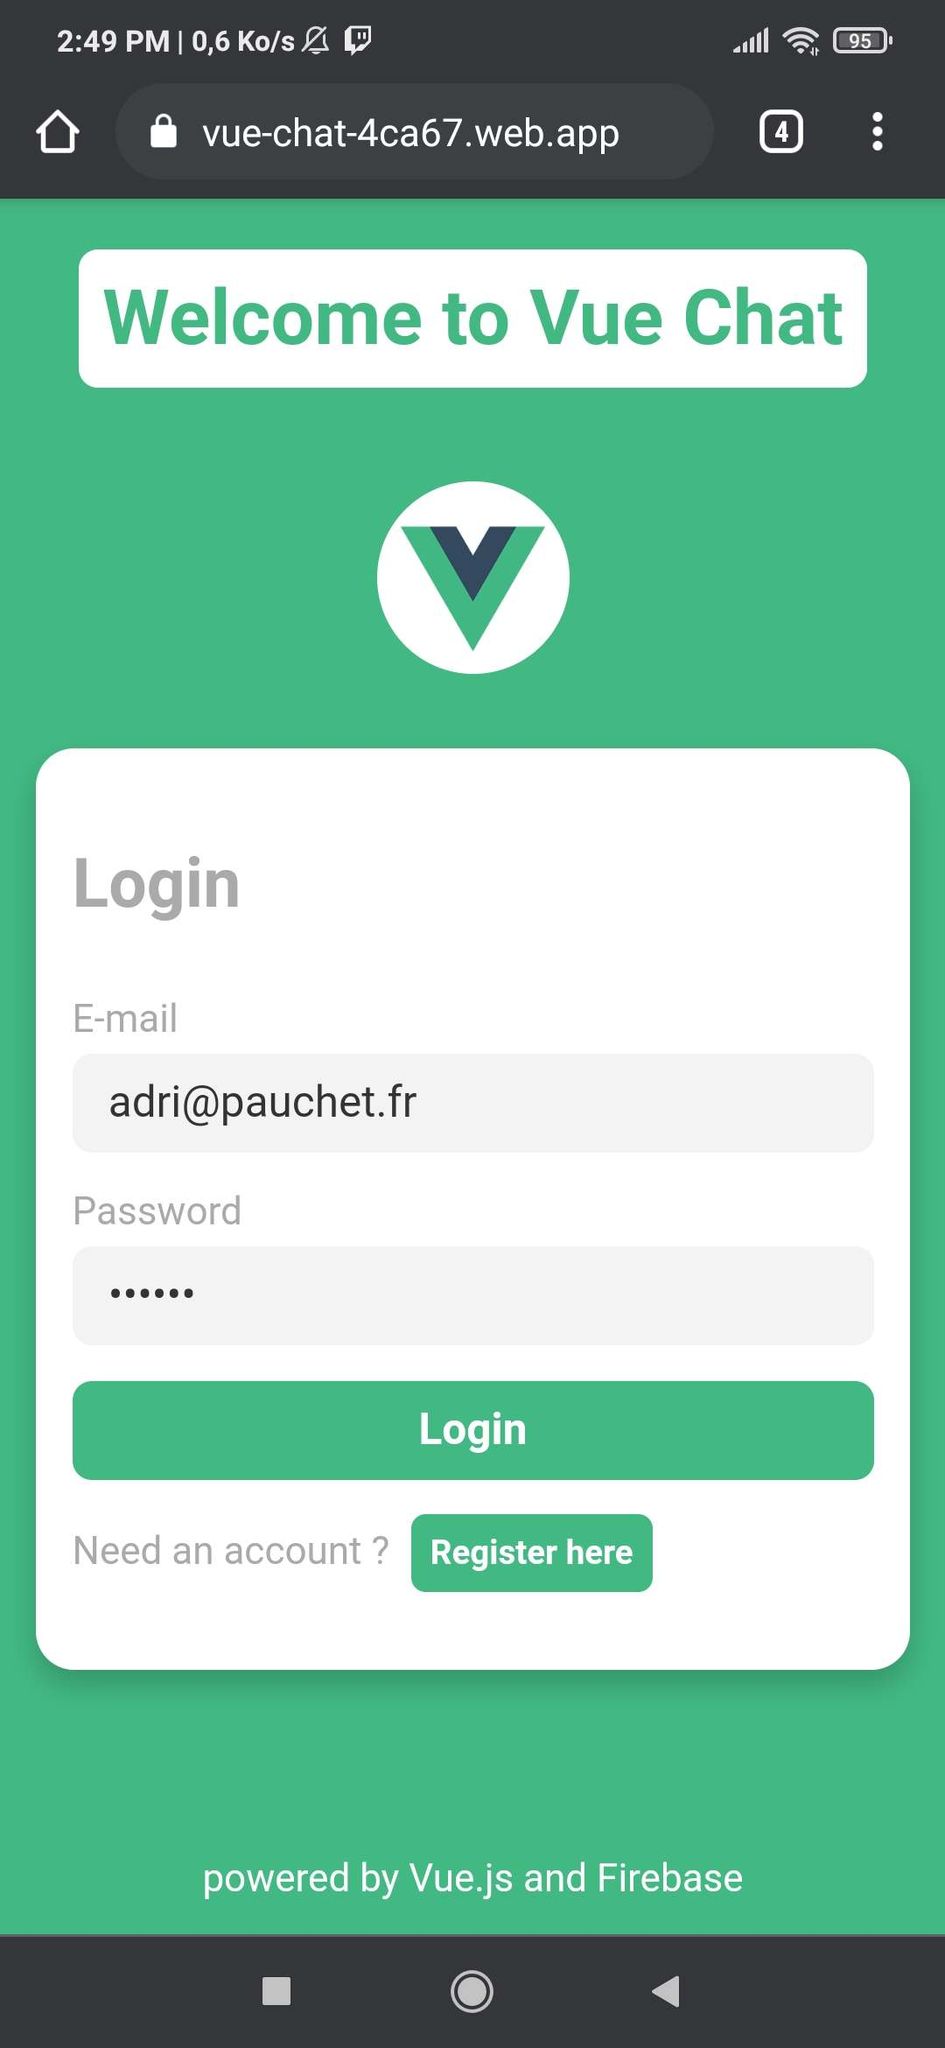 2:49 PM | 0,6 Ko/s
95
vue-chat-4ca67.web.app
4
Welcome to Vue Chat
Login
E-mail
adri@pauchet.fr
Password
••••••
Login
Need an account ? Register here
powered by Vue.js and Firebase